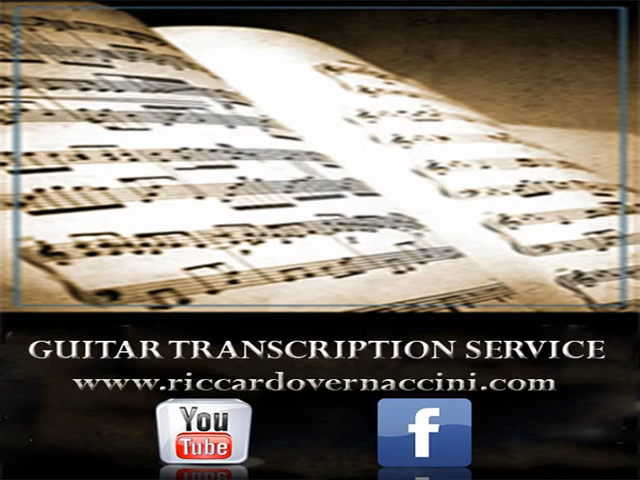 GUITAR TRANSCRIPTION SERVICE
www.riccardovernaccini.com
You
Tube
f